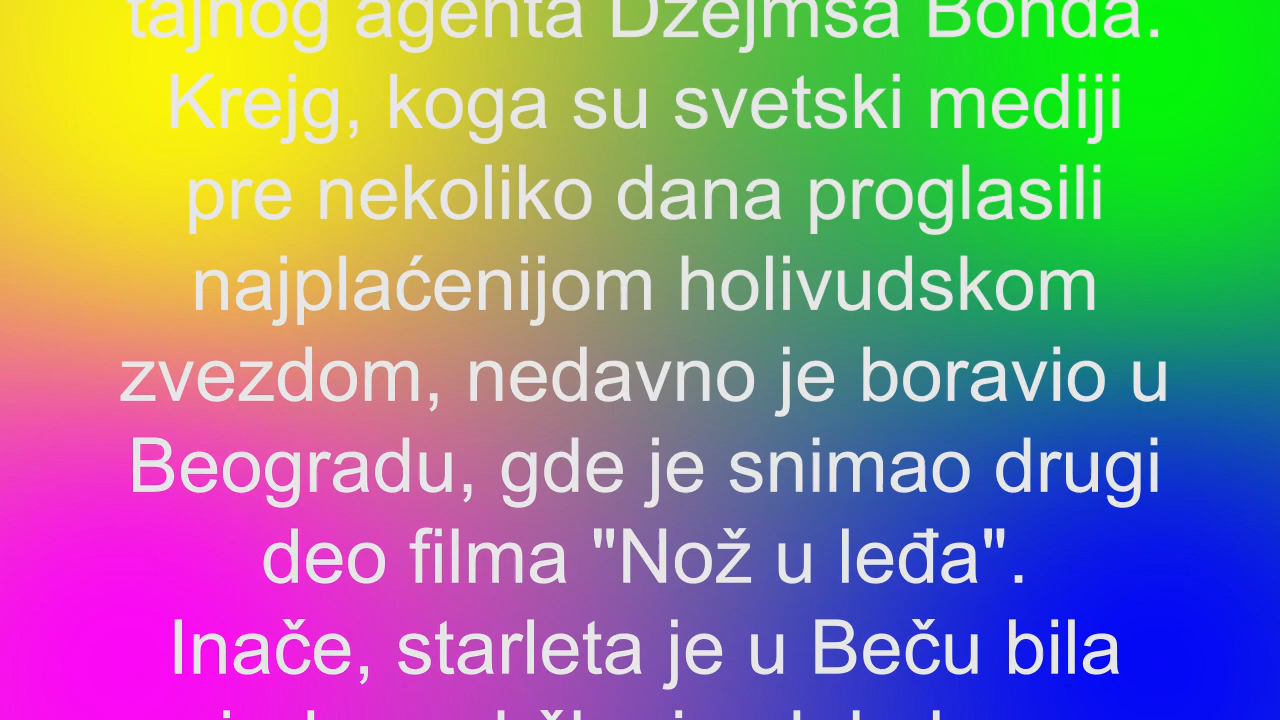 tajnog agenta Džejmsa Bonda.
Krejg, koga su svetski mediji
pre nekoliko dana proglasili
najplaćenijom holivudskom
zvezdom, nedavno je boravio u
Beogradu, gde je snimao drugi
deo filma "Nož u leđa".
Inače, starleta je u Beču bila